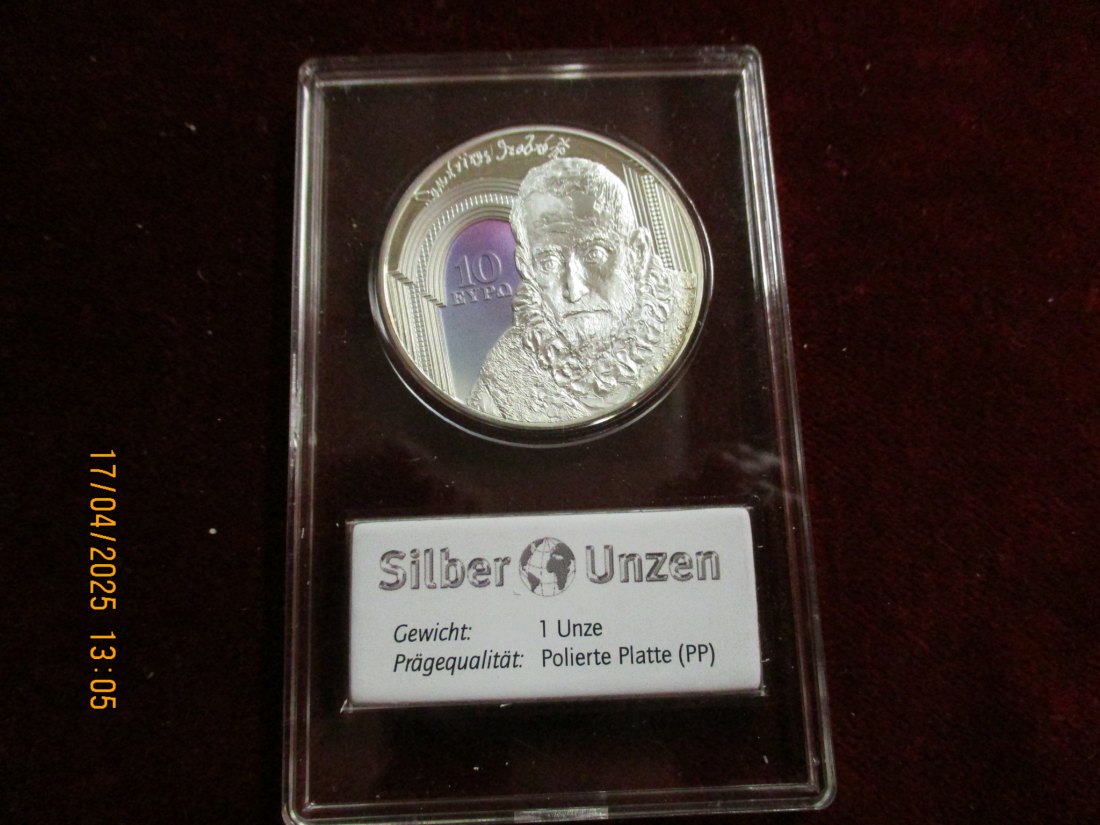 10
ΕΥΡΩ
Silber Unzen
Gewicht: 1 Unze
Prägequalität: Polierte Platte (PP)
17/04/2025 13:05